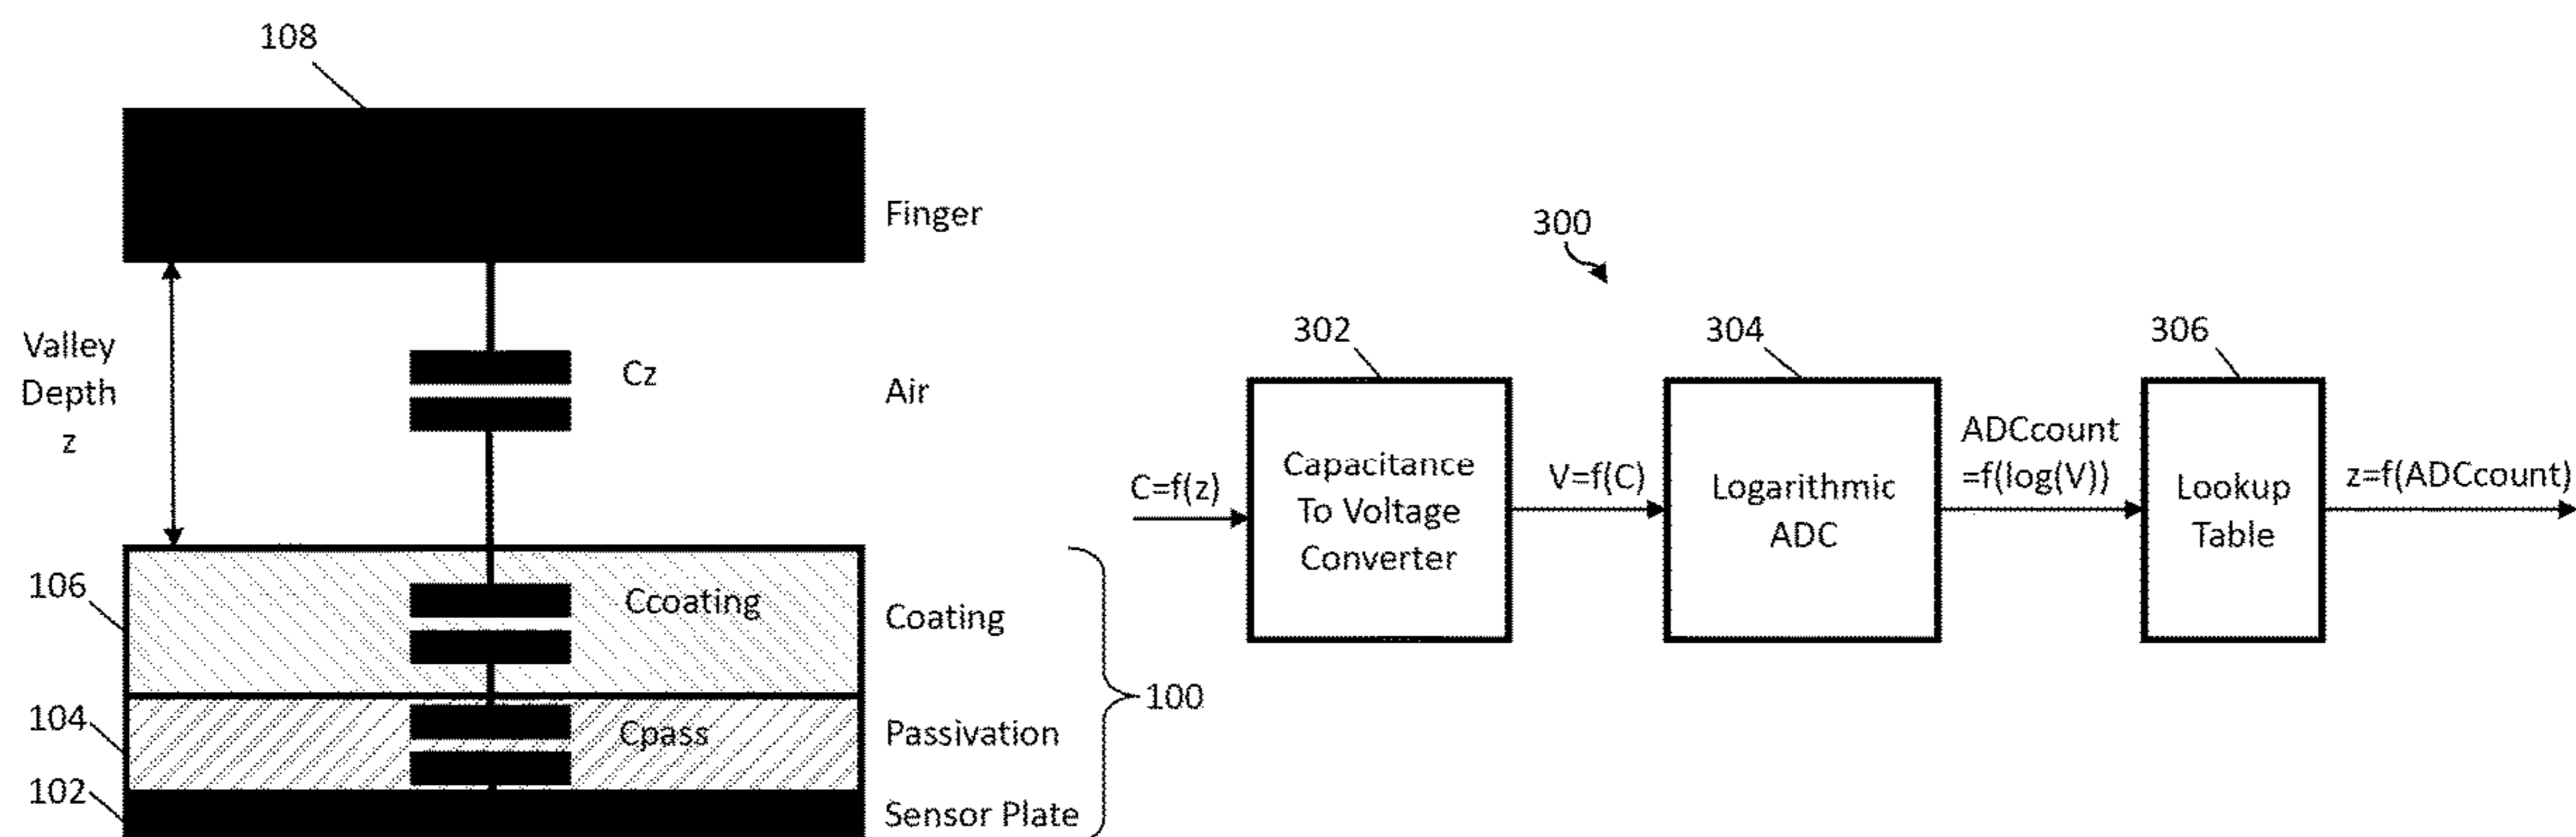 108
Finger
Valley
Depth
z
Cz
Air
106
Ccoating
Coating
104
Cpass
Passivation
102
Sensor Plate
100
300
302
304
306
C=f(z)
Capacitance
To Voltage
Converter
V=f(C)
Logarithmic
ADC
ADCcount
=f(log(V))
Lookup
Table
z=f(ADCcount)